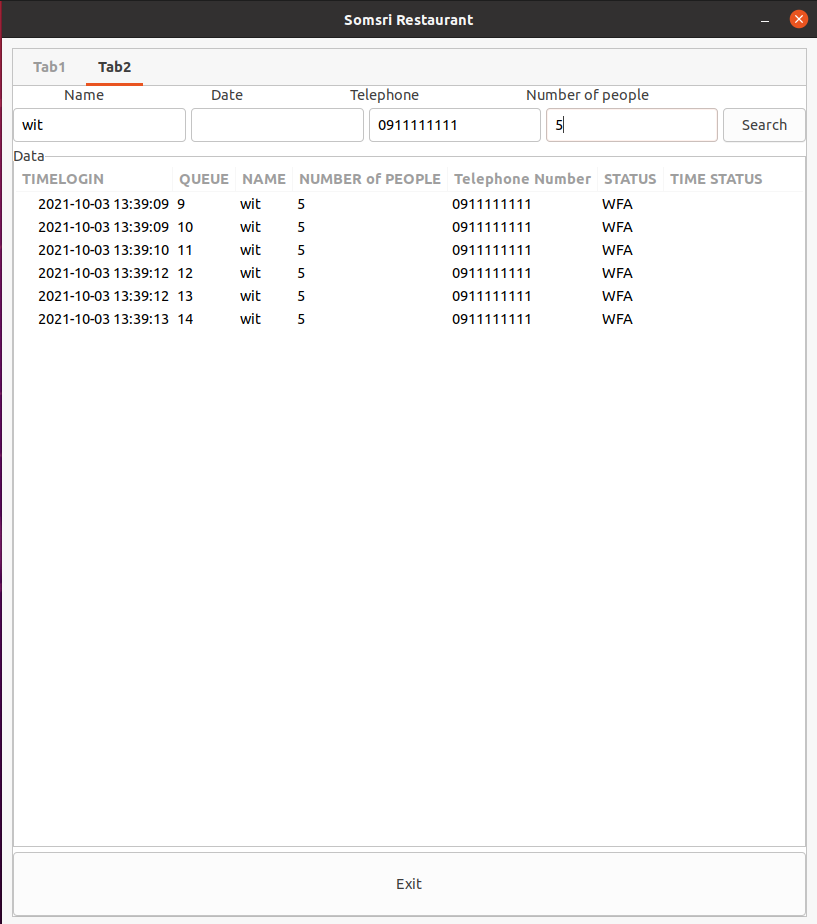 Somsri Restaurant
Tab1 Tab2
Name Date Telephone Number of people
wit 0911111111 5 Search
Data
TIMELOGIN QUEUE NAME NUMBER of PEOPLE Telephone Number STATUS TIME STATUS
2021-10-03 13:39:09 9 wit 5 0911111111 WFA
2021-10-03 13:39:09 10 wit 5 0911111111 WFA
2021-10-03 13:39:10 11 wit 5 0911111111 WFA
2021-10-03 13:39:12 12 wit 5 0911111111 WFA
2021-10-03 13:39:12 13 wit 5 0911111111 WFA
2021-10-03 13:39:13 14 wit 5 0911111111 WFA
Exit